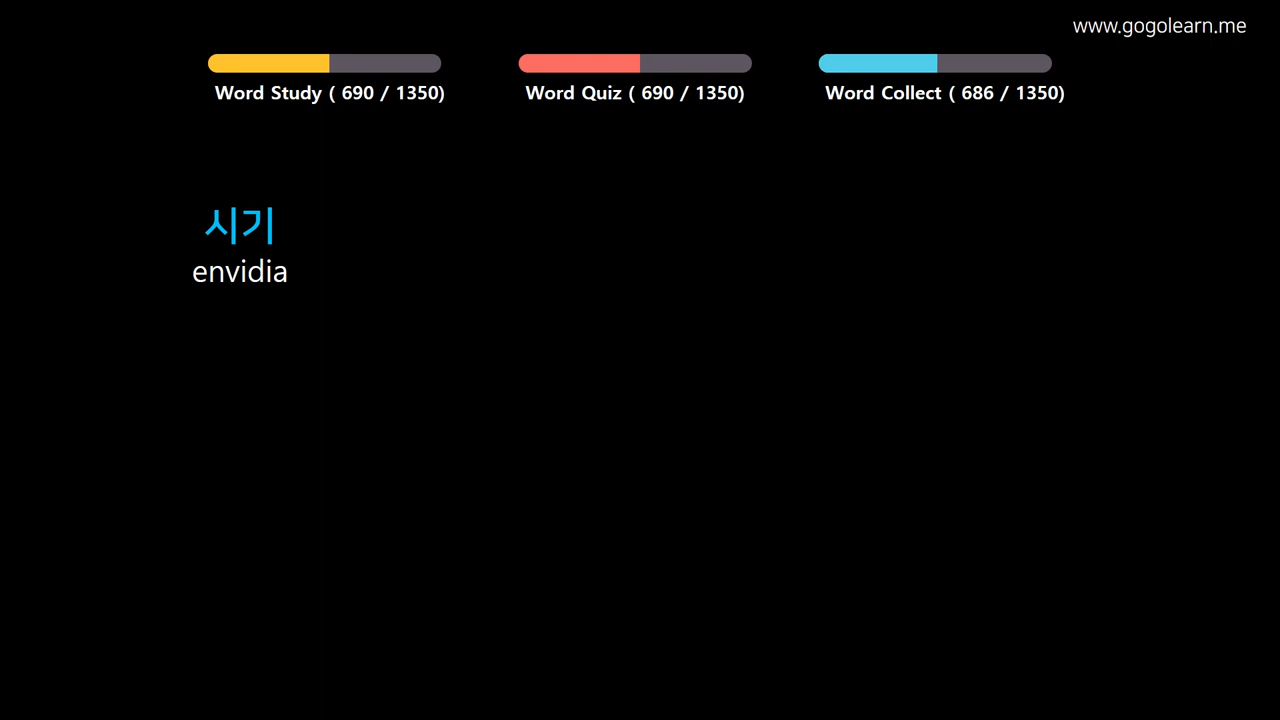 www.gogolearn.me
Word Study ( 690 / 1350)
Word Quiz ( 690 / 1350)
Word Collect ( 686 / 1350)
시기
envidia